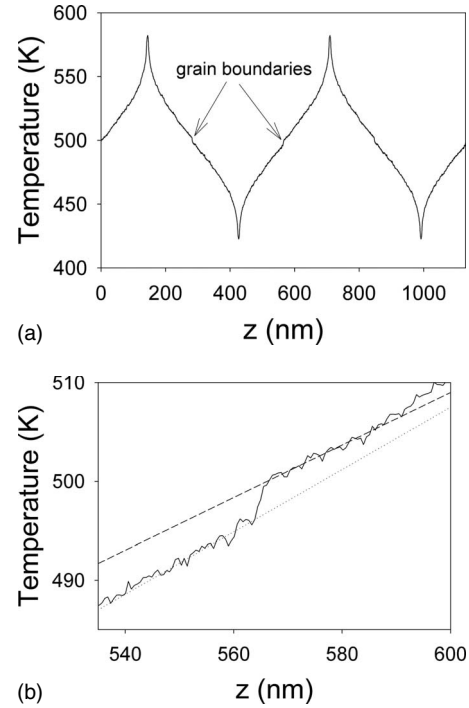 600
550
500
450
400
Temperature (K)
grain boundaries
0 200 400 600 800 1000
z (nm)
(a)
510
500
490
Temperature (K)
540 560 580 600
z (nm)
(b)